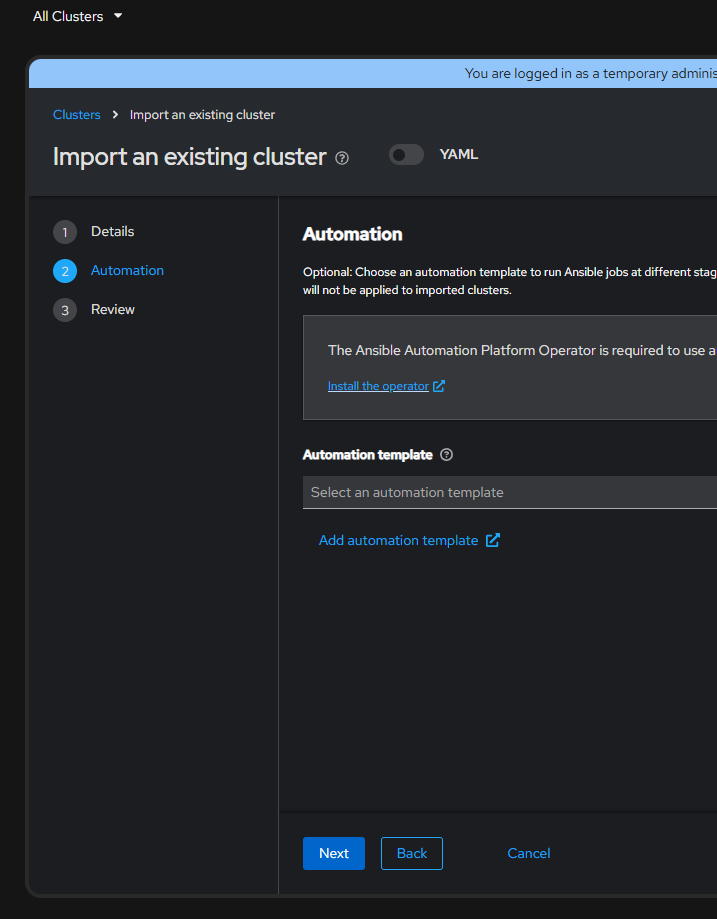 All Clusters
You are logged in as a temporary adminis
Clusters > Import an existing cluster
Import an existing cluster
YAML
1 Details
2 Automation
3 Review
Automation
Optional: Choose an automation template to run Ansible jobs at different stag
will not be applied to imported clusters.
The Ansible Automation Platform Operator is required to use a
Install the operator
Automation template
Select an automation template
Add automation template
Next Back Cancel